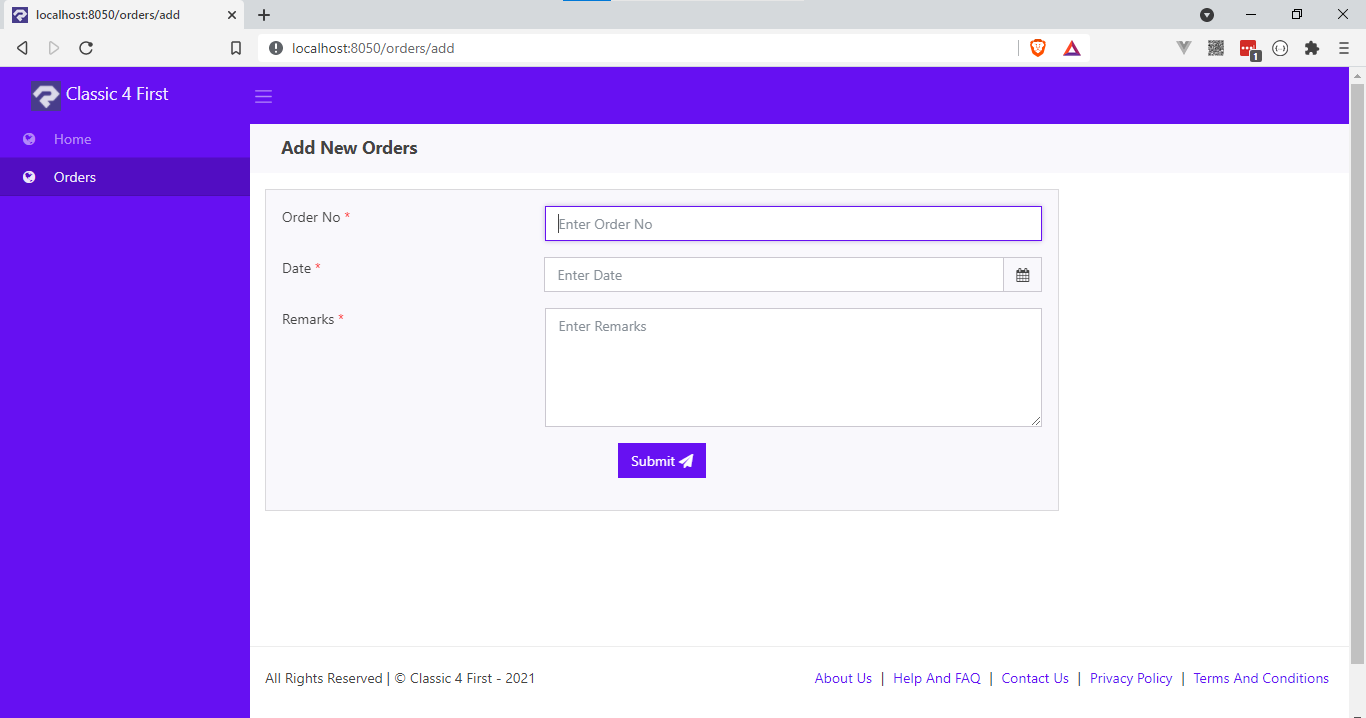 localhost:8050/orders/add
localhost:8050/orders/add
1
Classic 4 First
Home
Orders
Add New Orders
Order No *
Enter Order No
Date *
Enter Date
Remarks *
Enter Remarks
Submit
All Rights Reserved | © Classic 4 First - 2021
About Us | Help And FAQ | Contact Us | Privacy Policy | Terms And Conditions